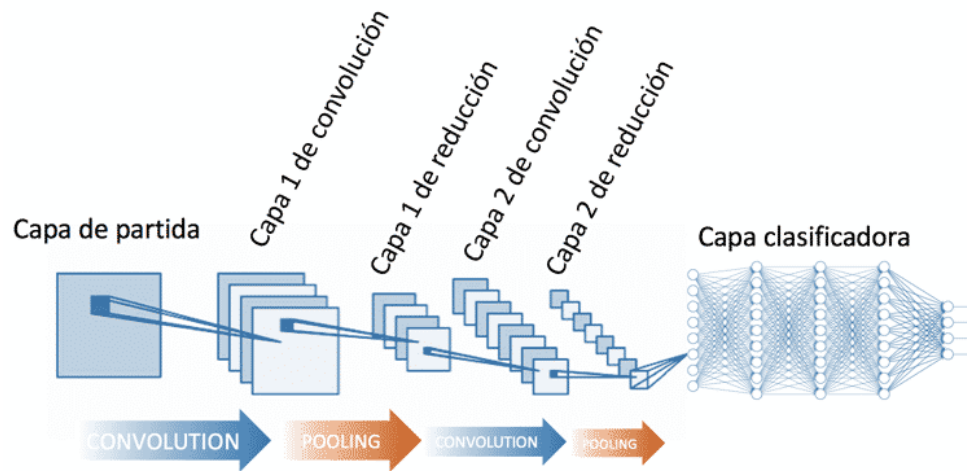 Capa de partida
Capa 1 de convolución
Capa 1 de reducción
Capa 2 de convolución
Capa 2 de reducción
Capa clasificadora
CONVOLUTION
POOLING
CONVOLUTION
POOLING